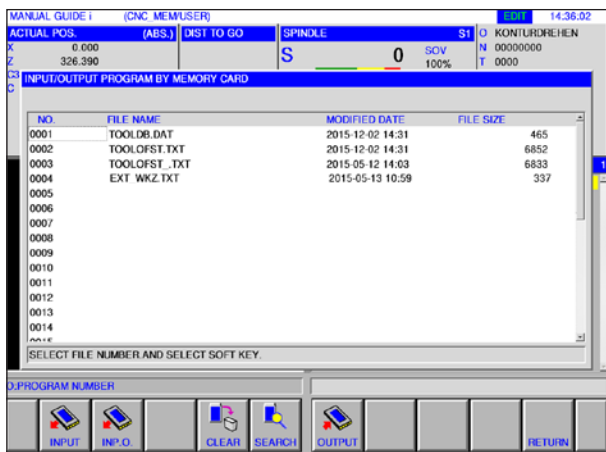 MANUAL GUIDE i (CNC_MEM/USER) EDIT 14:36:02
ACTUAL POS. (ABS.) DIST TO GO SPINDLE S1 O KONTURDREHEN
X 0.000 S 0 SOV N 00000000
Z 326.390 100% T 0000
C3 INPUT/OUTPUT PROGRAM BY MEMORY CARD
C
NO. FILE NAME MODIFIED DATE FILE SIZE
0001 TOOLDB.DAT 2015-12-02 14:31 465
0002 TOOLOFST.TXT 2015-12-02 14:31 6852
0003 TOOLOFST_.TXT 2015-05-12 14:03 6833
0004 EXT WKZ.TXT 2015-05-13 10:59 337
0005
0006
0007
0008
0009
0010
0011
0012
0013
0014
SELECT FILE NUMBER.AND SELECT SOFT KEY.
O:PROGRAM NUMBER
INPUT INP.O. CLEAR SEARCH OUTPUT RETURN